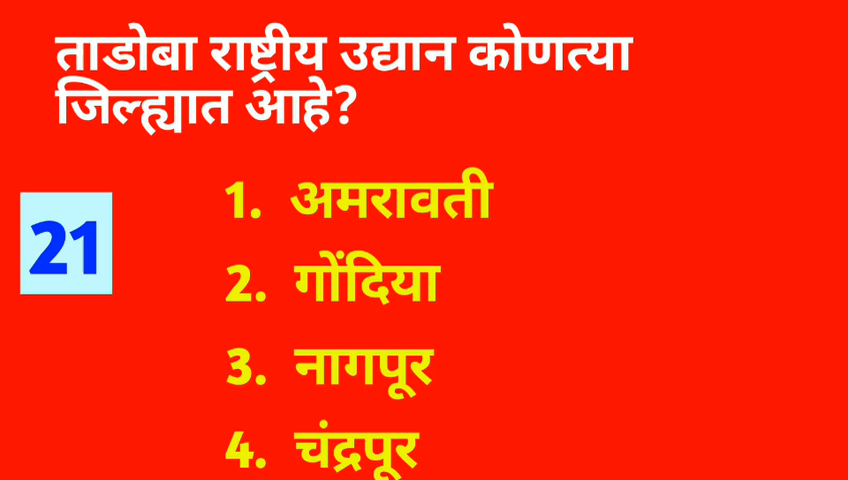 ताडोबा राष्ट्रीय उद्यान कोणत्या
जिल्ह्यात आहे?
1. अमरावती
21
2. गोंदिया
3. नागपूर
4. चंद्रपूर